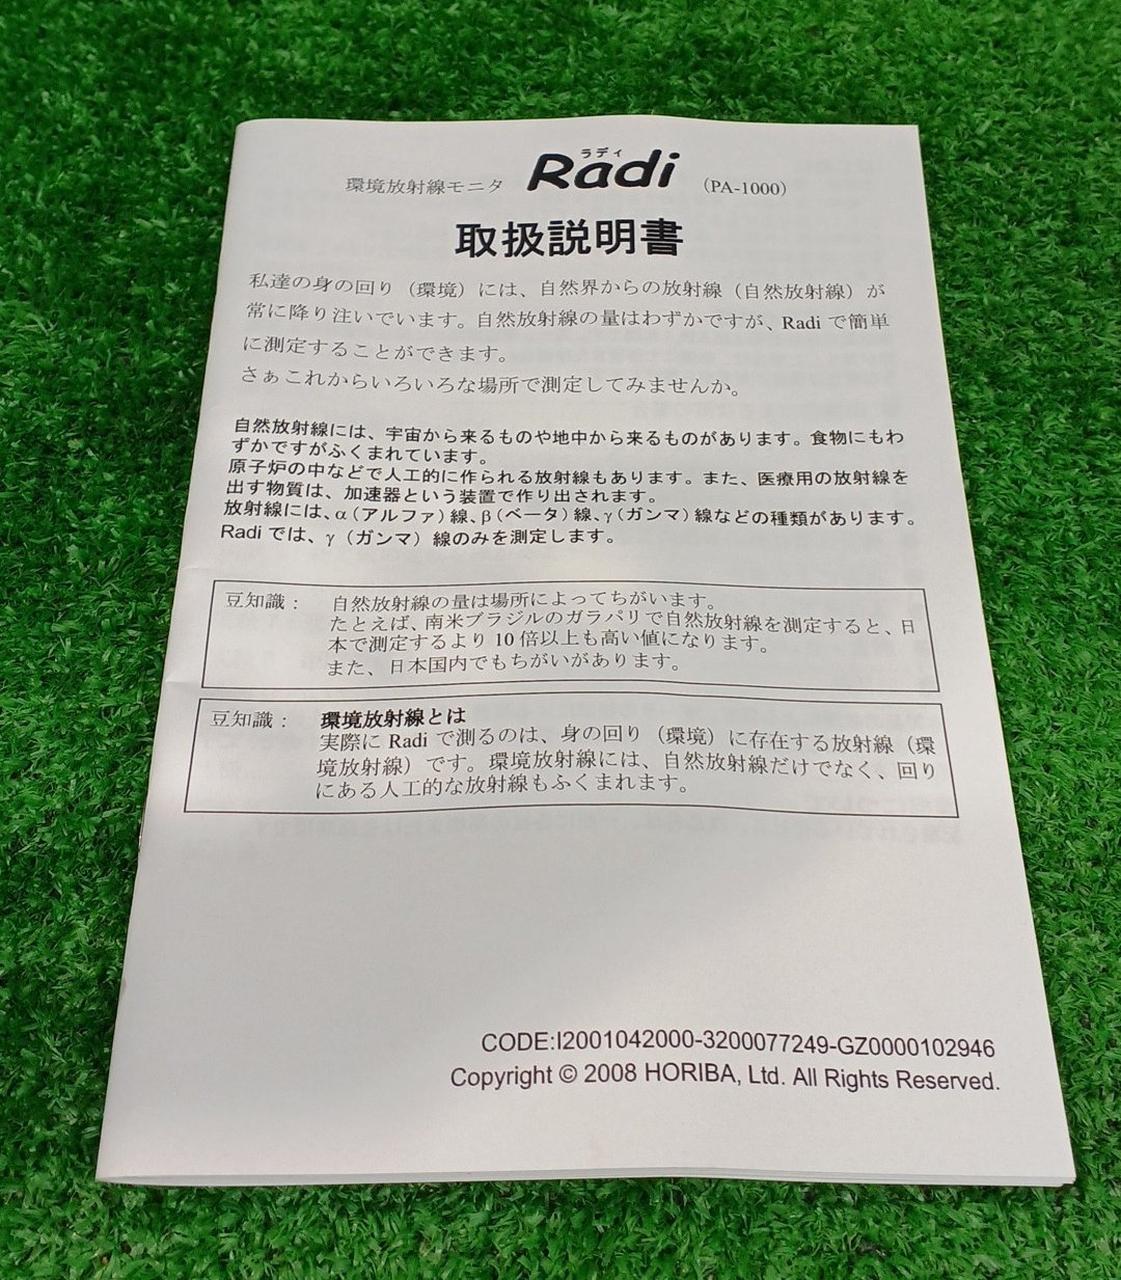 ラディ
環境放射線モニタ Radi (PA-1000)
取扱説明書
私達の身の回り（環境）には、自然界からの放射線（自然放射線）が
常に降り注いでいます。自然放射線の量はわずかですが、Radi で簡単
に測定することができます。
さぁこれからいろいろな場所で測定してみませんか。
自然放射線には、宇宙から来るものや地中から来るものがあります。食物にもわ
ずかですがふくまれています。
原子炉の中などで人工的に作られる放射線もあります。また、医療用の放射線を
出す物質は、加速器という装置で作り出されます。
放射線には、α（アルファ）線、β（ベータ）線、γ（ガンマ）線などの種類があります。
Radi では、γ（ガンマ）線のみを測定します。
豆知識： 自然放射線の量は場所によってちがいます。
たとえば、南米ブラジルのガラパリで自然放射線を測定すると、日
本で測定するより 10 倍以上も高い値になります。
また、日本国内でもちがいがあります。
豆知識： 環境放射線とは
実際に Radi で測るのは、身の回り（環境）に存在する放射線（環
境放射線）です。環境放射線には、自然放射線だけでなく、回り
にある人工的な放射線もふくまれます。
CODE:I2001042000-3200077249-GZ0000102946
Copyright © 2008 HORIBA, Ltd. All Rights Reserved.